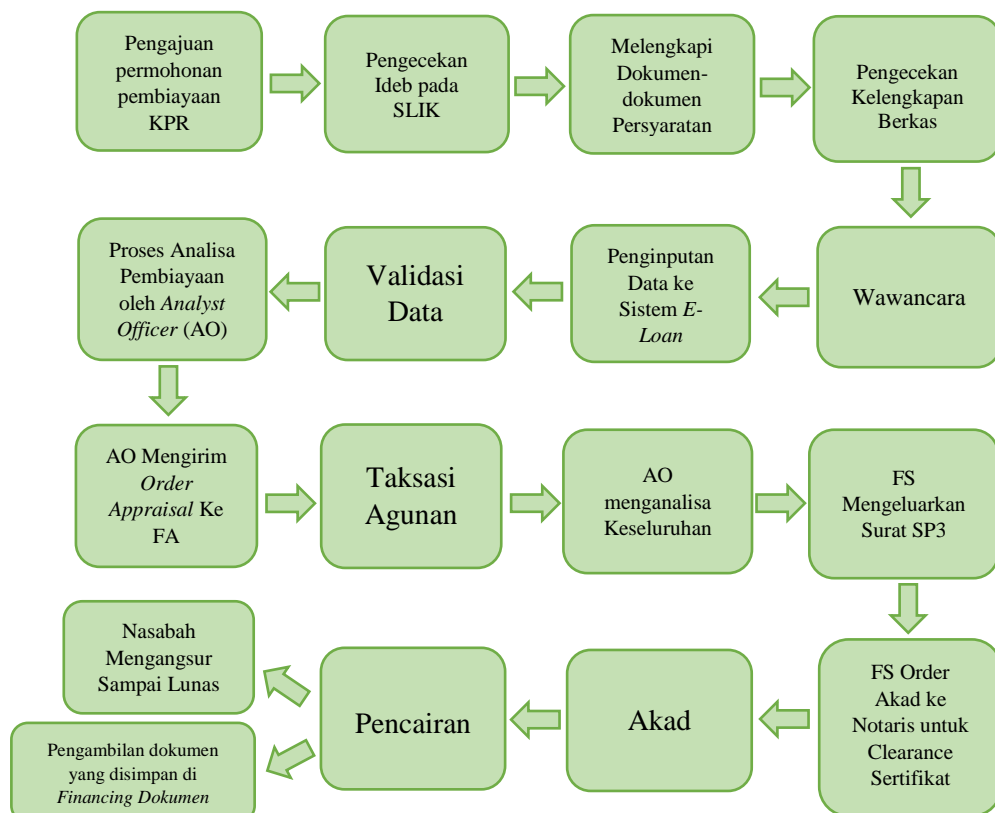 Pengajuan
permohonan
pembiayaan
KPR
Pengecekan
Ideb pada
SLIK
Melengkapi
Dokumen-
dokumen
Persyaratan
Pengecekan
Kelengkapan
Berkas
Wawancara
Penginputan
Data ke
Sistem E-
Loan
Validasi
Data
Proses Analisa
Pembiayaan
oleh Analyst
Officer (AO)
AO Mengirim
Order
Appraisal Ke
FA
Taksasi
Agunan
AO
menganalisa
Keseluruhan
FS
Mengeluarkan
Surat SP3
FS Order
Akad ke
Notaris untuk
Clearance
Sertifikat
Akad
Pencairan
Nasabah
Mengangsur
Sampai Lunas
Pengambilan dokumen
yang disimpan di
Financing Dokumen